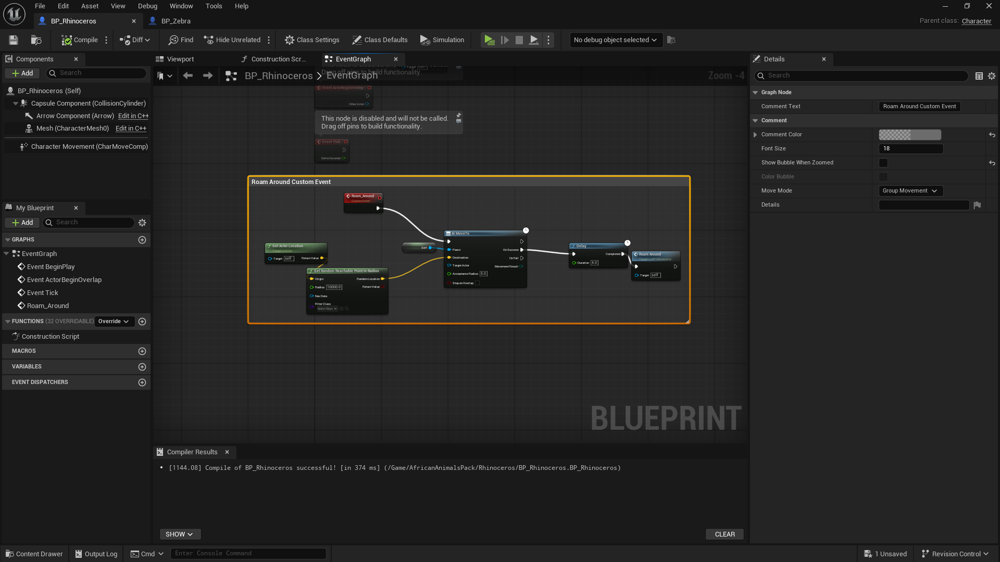 File Edit Asset View Debug Window Tools Help
BP_Rhinoceros
BP_Zebra
Parent class: Character
Compile
Diff
Find
Hide Unrelated
Class Settings
Class Defaults
Simulation
No debug object selected
Components
Add
Search
BP_Rhinoceros (Self)
Capsule Component (CollisionCylinder)
Arrow Component (Arrow) Edit in C++
Mesh (CharacterMesh0) Edit in C++
Character Movement (CharMoveComp)
My Blueprint
Add
Search
GRAPHS
EventGraph
Event BeginPlay
Event ActorBeginOverlap
Event Tick
Roam_Around
FUNCTIONS (32 OVERRIDABLE) Override
Construction Script
MACROS
VARIABLES
EVENT DISPATCHERS
Viewport
Construction Scr...
EventGraph
BP_Rhinoceros > EventGraph
Zoom -4
Target self
Drag off pins to build functionality.
Event ActorBeginOverlap
Other Actor
This node is disabled and will not be called.
Drag off pins to build functionality.
Event Tick
Delta Seconds
Roam Around Custom Event
Roam_Around
Custom Event
Get Actor Location
Target is Actor
Target self
Return Value
Get Random Reachable Point in Radius
Origin
Random Location
Radius 10000.0
Return Value
Nav Data
Filter Class
Select Class
Self
AI MoveTo
Pawn
On Success
Destination
On Fail
Target Actor
Movement Result
Acceptance Radius 5.0
Stop on Overlap
Delay
Completed
Duration 4.0
Roam Around
Target is BP Rhinoceros
Target self
BLUEPRINT
Compiler Results
• [1144.08] Compile of BP_Rhinoceros successful! [in 374 ms] (/Game/AfricanAnimalsPack/Rhinoceros/BP_Rhinoceros.BP_Rhinoceros)
SHOW
CLEAR
Details
Search
Graph Node
Comment Text Roam Around Custom Event
Comment
Comment Color
Font Size 18
Show Bubble When Zoomed
Color Bubble
Move Mode Group Movement
Details
Content Drawer
Output Log
Cmd
Enter Console Command
1 Unsaved
Revision Control